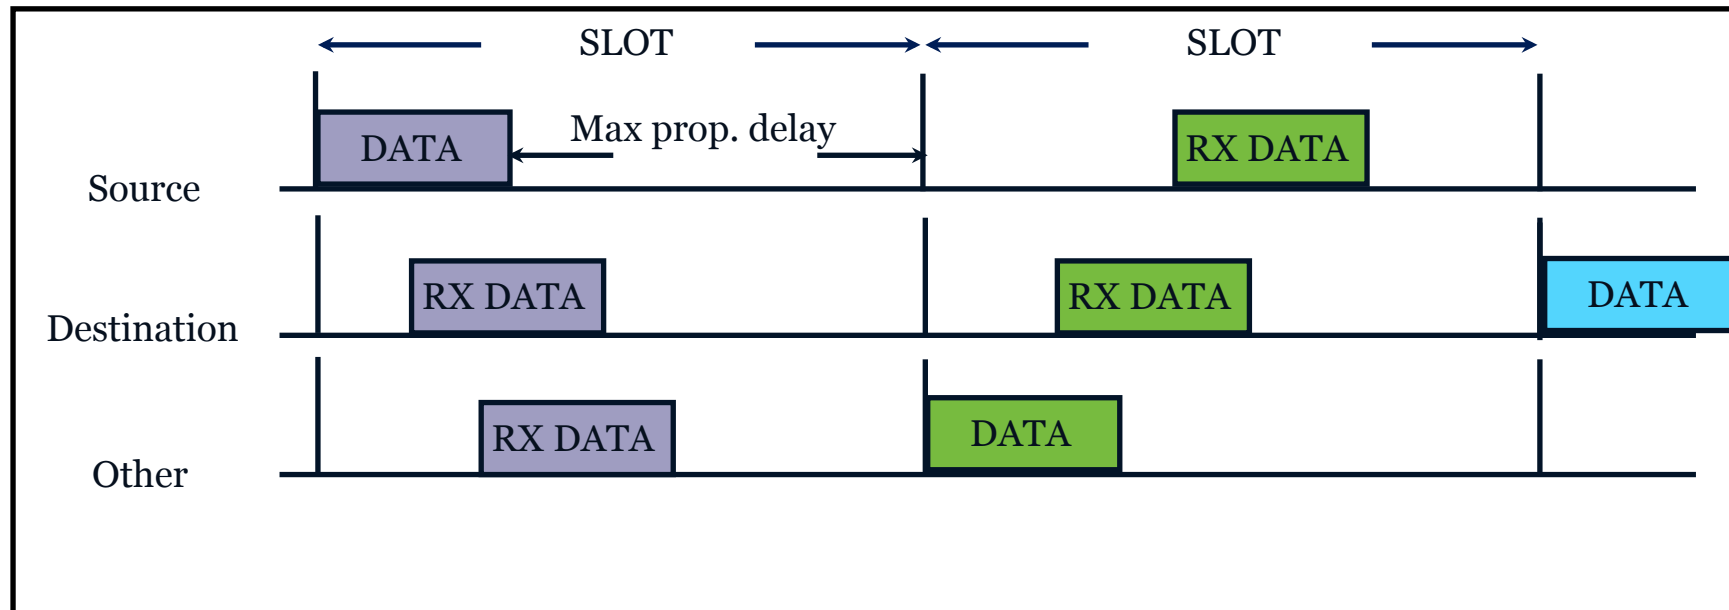 SLOT
SLOT
DATA
Max prop. delay
RX DATA
Source
RX DATA
RX DATA
DATA
Destination
RX DATA
DATA
Other